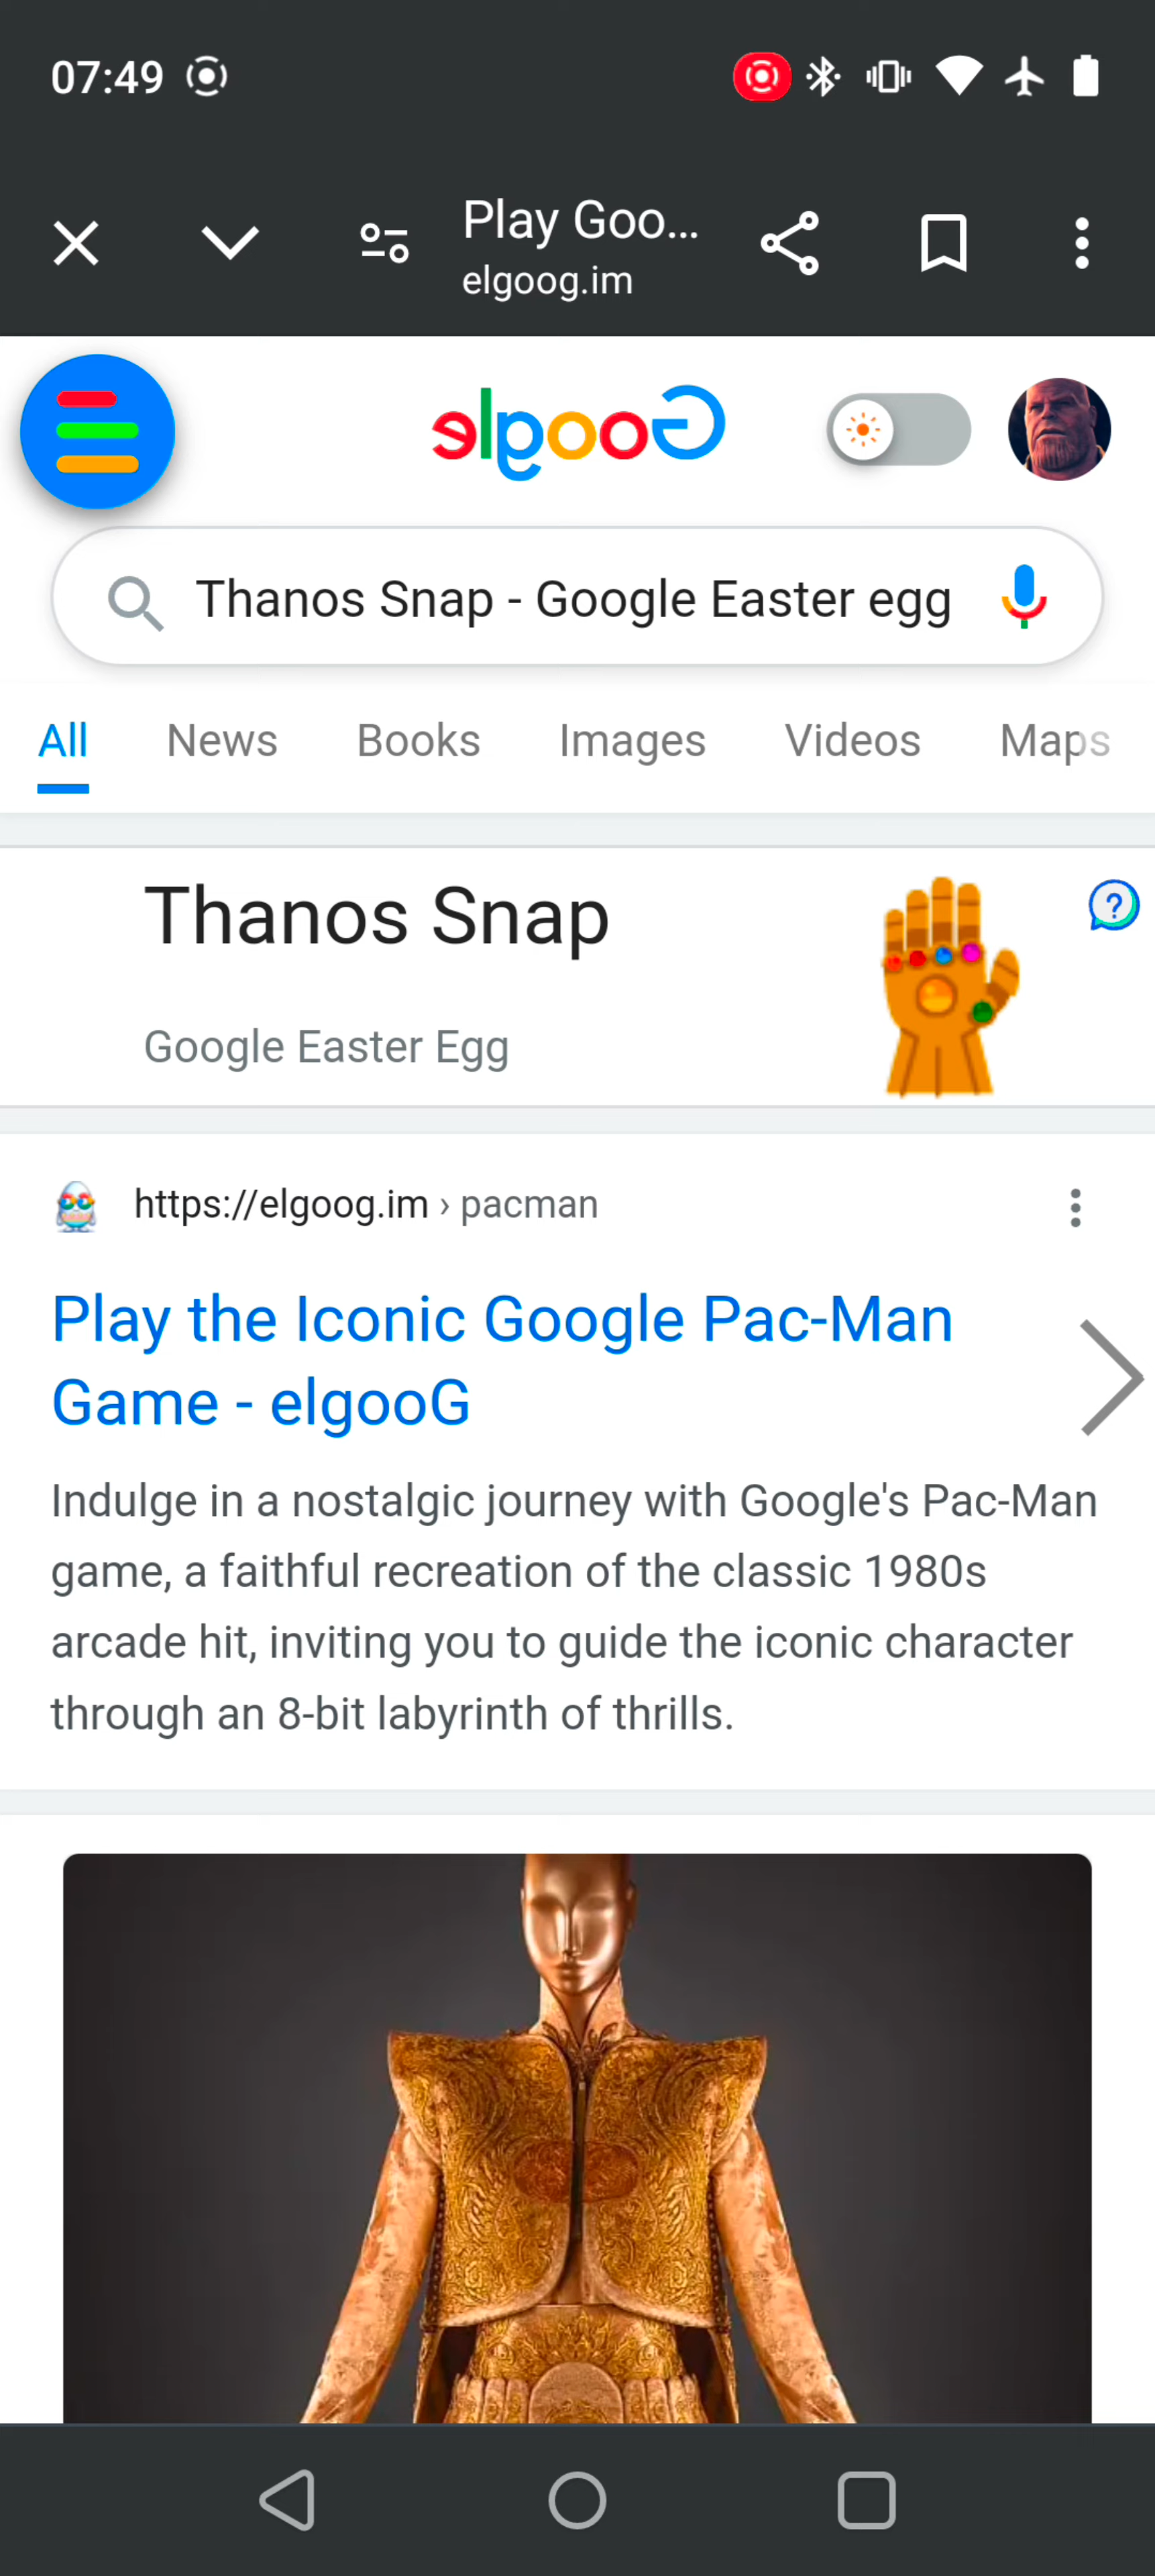 07:49
Play Goo...
elgoog.im
elgooG
Thanos Snap - Google Easter egg
All News Books Images Videos Maps
Thanos Snap
?
Google Easter Egg
https://elgoog.im › pacman
Play the Iconic Google Pac-Man
Game - elgooG
Indulge in a nostalgic journey with Google's Pac-Man
game, a faithful recreation of the classic 1980s
arcade hit, inviting you to guide the iconic character
through an 8-bit labyrinth of thrills.